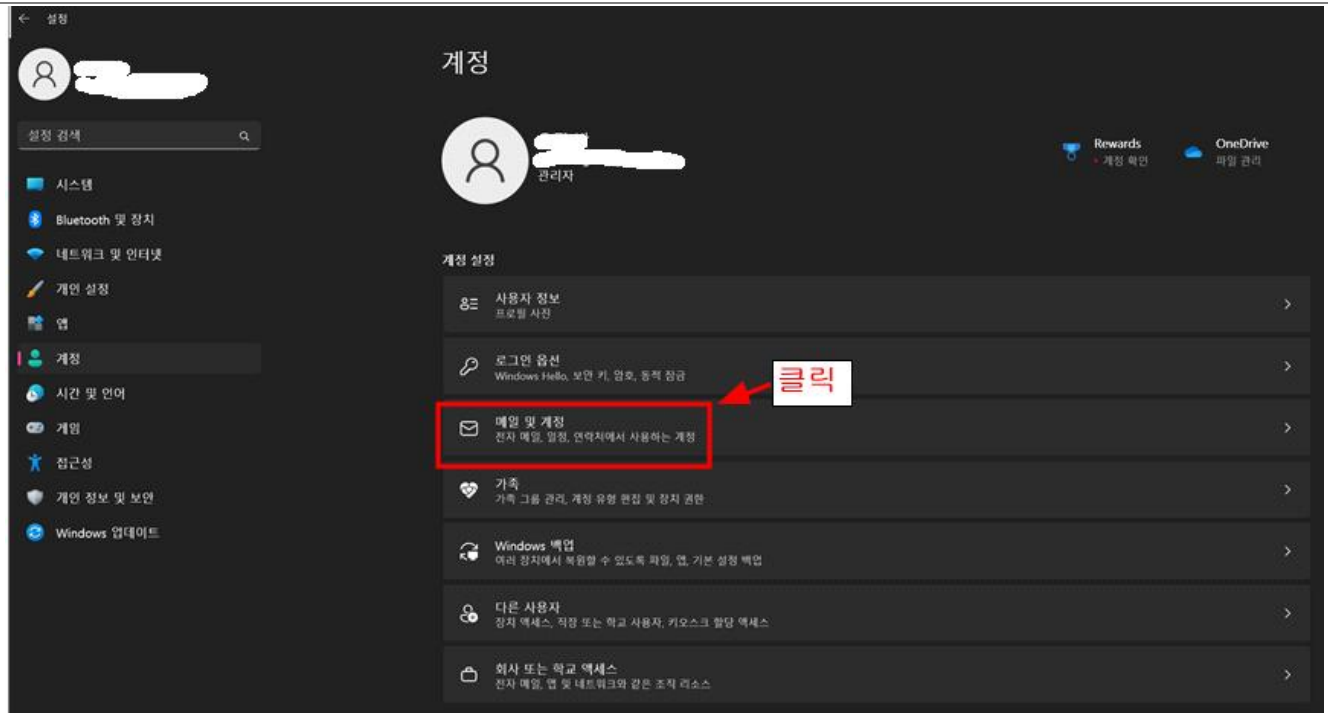 설정
계정
관리자
Rewards
• 계정 확인
OneDrive
파일 관리
설정 검색
시스템
Bluetooth 및 장치
네트워크 및 인터넷
개인 설정
앱
계정
시간 및 언어
게임
접근성
개인 정보 및 보안
Windows 업데이트
계정 설정
사용자 정보
프로필 사진
로그인 옵션
Windows Hello, 보안 키, 암호, 동적 잠금
클릭
메일 및 계정
전자 메일, 일정, 연락처에서 사용하는 계정
가족
가족 그룹 관리, 계정 유형 편집 및 장치 권한
Windows 백업
여러 장치에서 복원할 수 있도록 파일, 앱, 기본 설정 백업
다른 사용자
장치 액세스, 직장 또는 학교 사용자, 키오스크 할당 액세스
회사 또는 학교 액세스
전자 메일, 앱 및 네트워크와 같은 조직 리소스